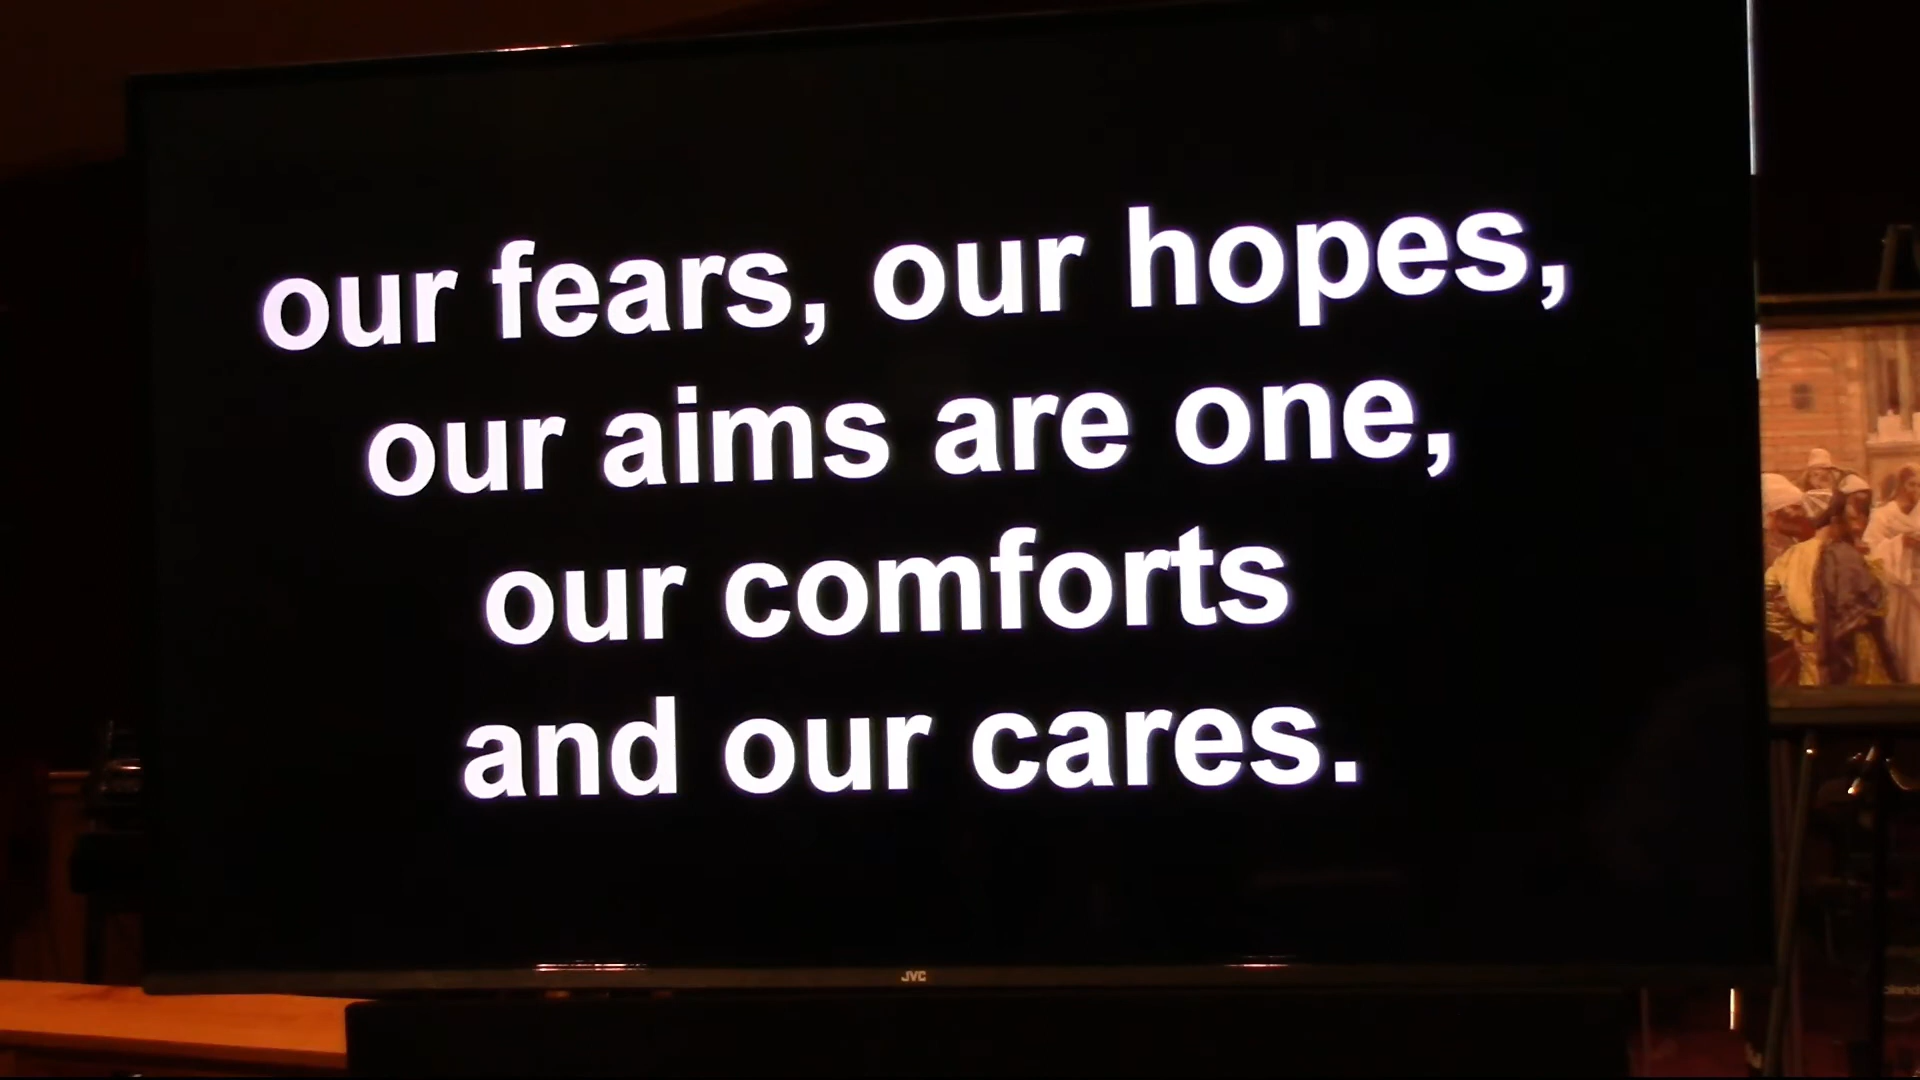 our fears, our hopes,
our aims are one,
our comforts
and our cares.
JVC